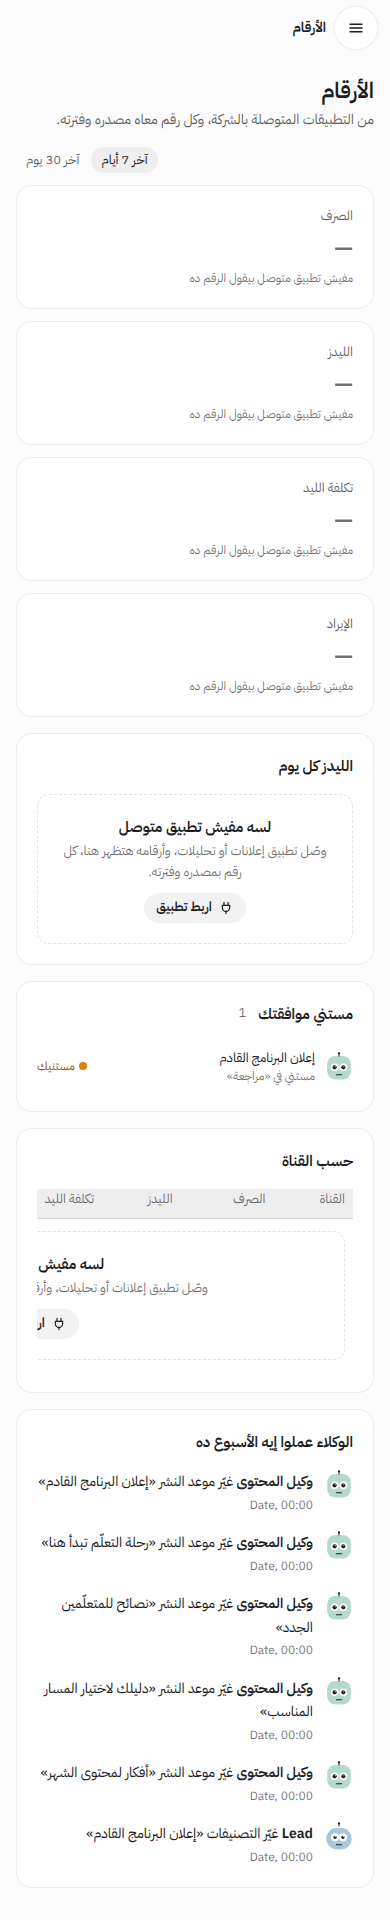 الأرقام
الأرقام
من التطبيقات المتوصلة بالشركة، وكل رقم معاه مصدره وفترته.
آخر 7 أيام
آخر 30 يوم
الصرف
—
مفيش تطبيق متوصل بيقول الرقم ده
الليدز
—
مفيش تطبيق متوصل بيقول الرقم ده
تكلفة الليد
—
مفيش تطبيق متوصل بيقول الرقم ده
الإيراد
—
مفيش تطبيق متوصل بيقول الرقم ده
الليدز كل يوم
لسه مفيش تطبيق متوصل
وصّل تطبيق إعلانات أو تحليلات، وأرقامه هتظهر هنا، كل
رقم بمصدره وفترته.
اربط تطبيق
مستني موافقتك 1
إعلان البرنامج القادم
مستنيك
مستني في «مراجعة»
حسب القناة
القناة الصرف الليدز تكلفة الليد
لسه مفيش
وصّل تطبيق إعلانات أو تحليلات،
الوكلاء عملوا إيه الأسبوع ده
وكيل المحتوى غيّر موعد النشر «إعلان البرنامج القادم»
Date, 00:00
وكيل المحتوى غيّر موعد النشر «رحلة التعلّم تبدأ هنا»
Date, 00:00
وكيل المحتوى غيّر موعد النشر «نصائح للمتعلّمين
الجدد»
Date, 00:00
وكيل المحتوى غيّر موعد النشر «دليلك لاختيار المسار
المناسب»
Date, 00:00
وكيل المحتوى غيّر موعد النشر «أفكار لمحتوى الشهر»
Date, 00:00
Lead غيّر التصنيفات «إعلان البرنامج القادم»
Date, 00:00